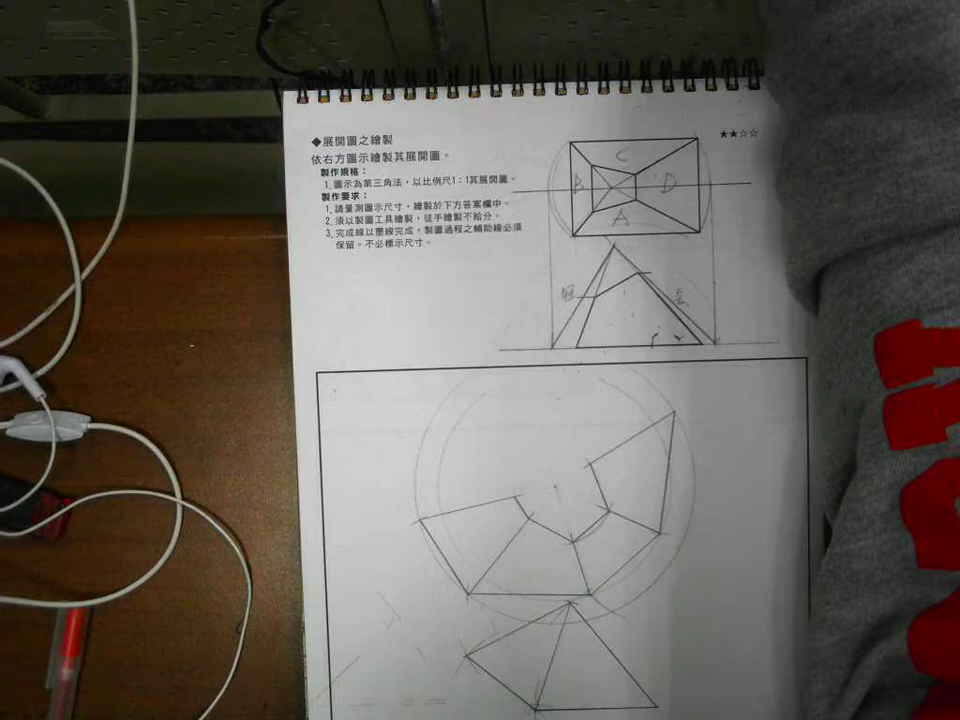 ◆展開圖之繪製
★★☆☆
依右方圖示繪製其展開圖。
製作規格：
1.圖示為第三角法，以比例尺1：1其展開圖。
製作要求：
1.請量測圖示尺寸，繪製於下方答案欄中。
2.須以製圖工具繪製，徒手繪製不給分。
3.完成線以墨線完成，製圖過程之輔助線必須
保留。不必標示尺寸。
C
B
D
A